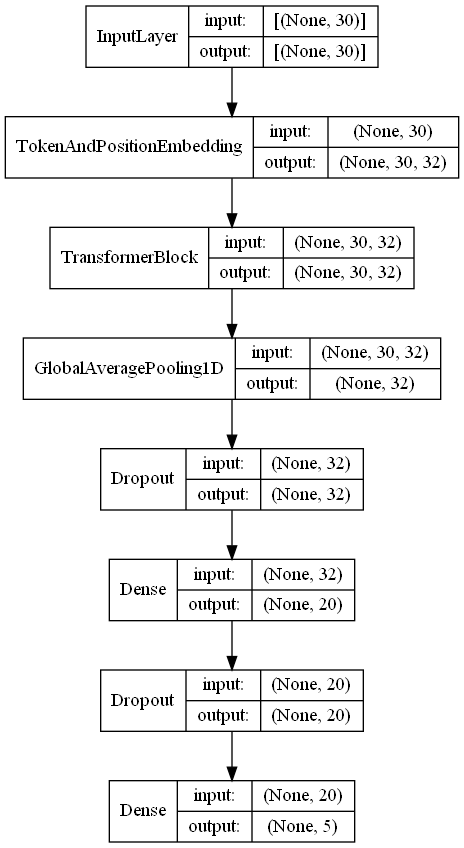 InputLayer
input: [(None, 30)]
output: [(None, 30)]
TokenAndPositionEmbedding
input: (None, 30)
output: (None, 30, 32)
TransformerBlock
input: (None, 30, 32)
output: (None, 30, 32)
GlobalAveragePooling1D
input: (None, 30, 32)
output: (None, 32)
Dropout
input: (None, 32)
output: (None, 32)
Dense
input: (None, 32)
output: (None, 20)
Dropout
input: (None, 20)
output: (None, 20)
Dense
input: (None, 20)
output: (None, 5)